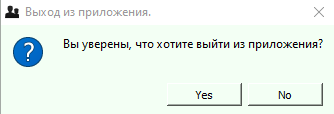 Выход из приложения.
Вы уверены, что хотите выйти из приложения?
Yes
No